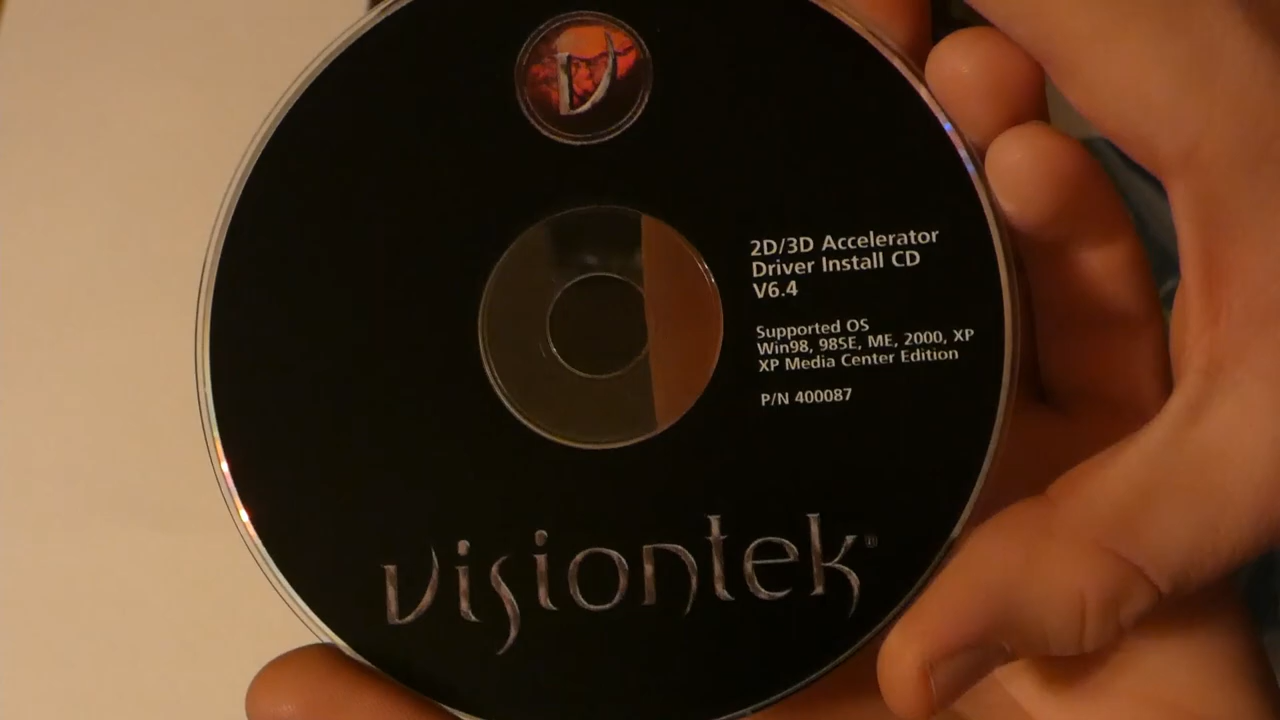 V
2D/3D Accelerator
Driver Install CD
V6.4
Supported OS
Win98, 98SE, ME, 2000, XP
XP Media Center Edition
P/N 400087
visiontek®